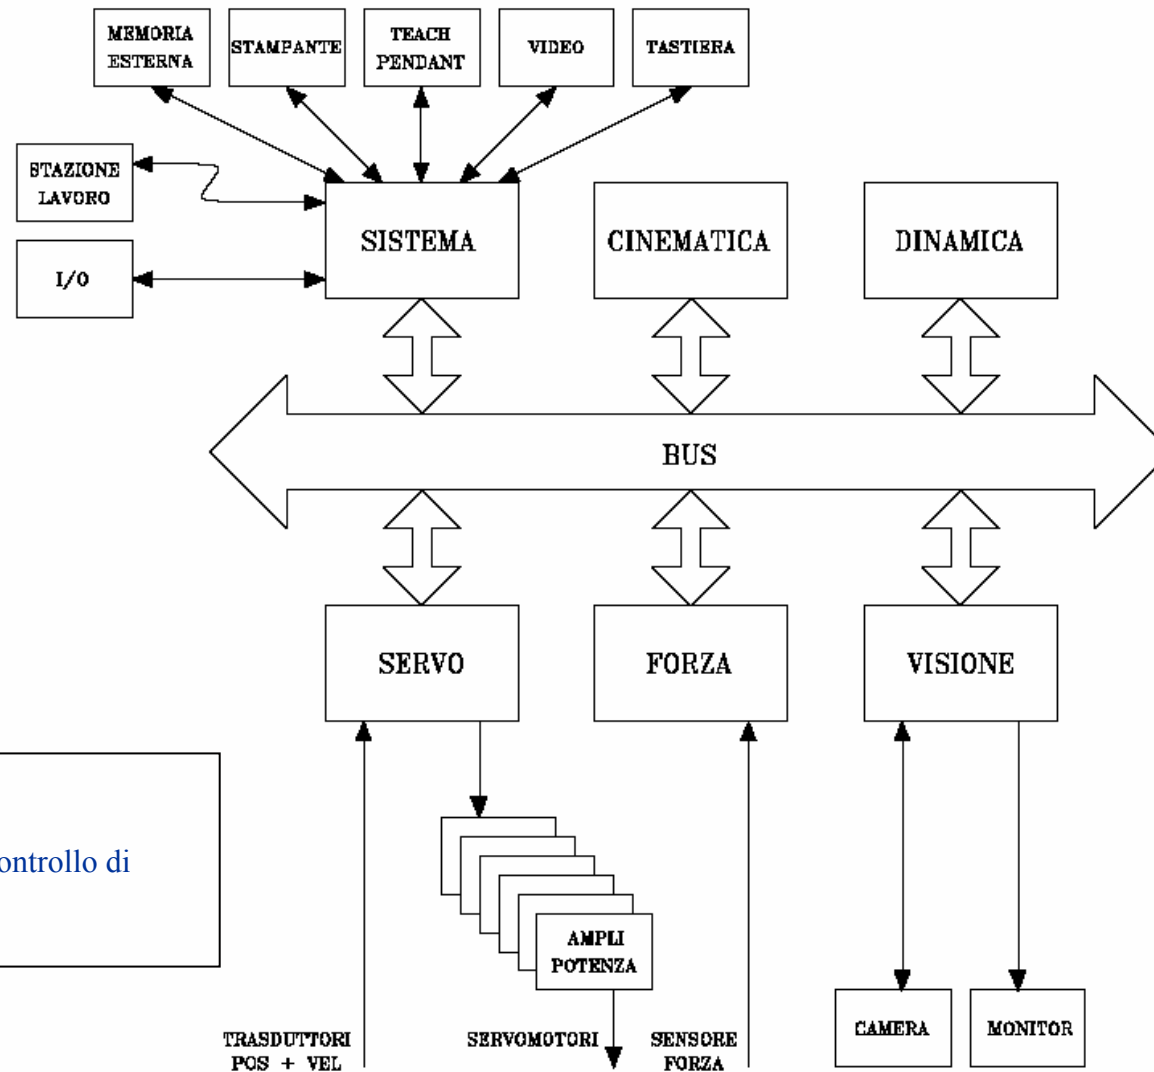 MEMORIA
ESTERNA
STAMPANTE
TEACH
PENDANT
VIDEO
TASTIERA
STAZIONE
LAVORO
I/O
SISTEMA
CINEMATICA
DINAMICA
BUS
SERVO
FORZA
VISIONE
ontrollo di
AMPLI
POTENZA
TRASDUTTORI
POS + VEL
SERVOMOTORI
SENSORE
FORZA
CAMERA
MONITOR